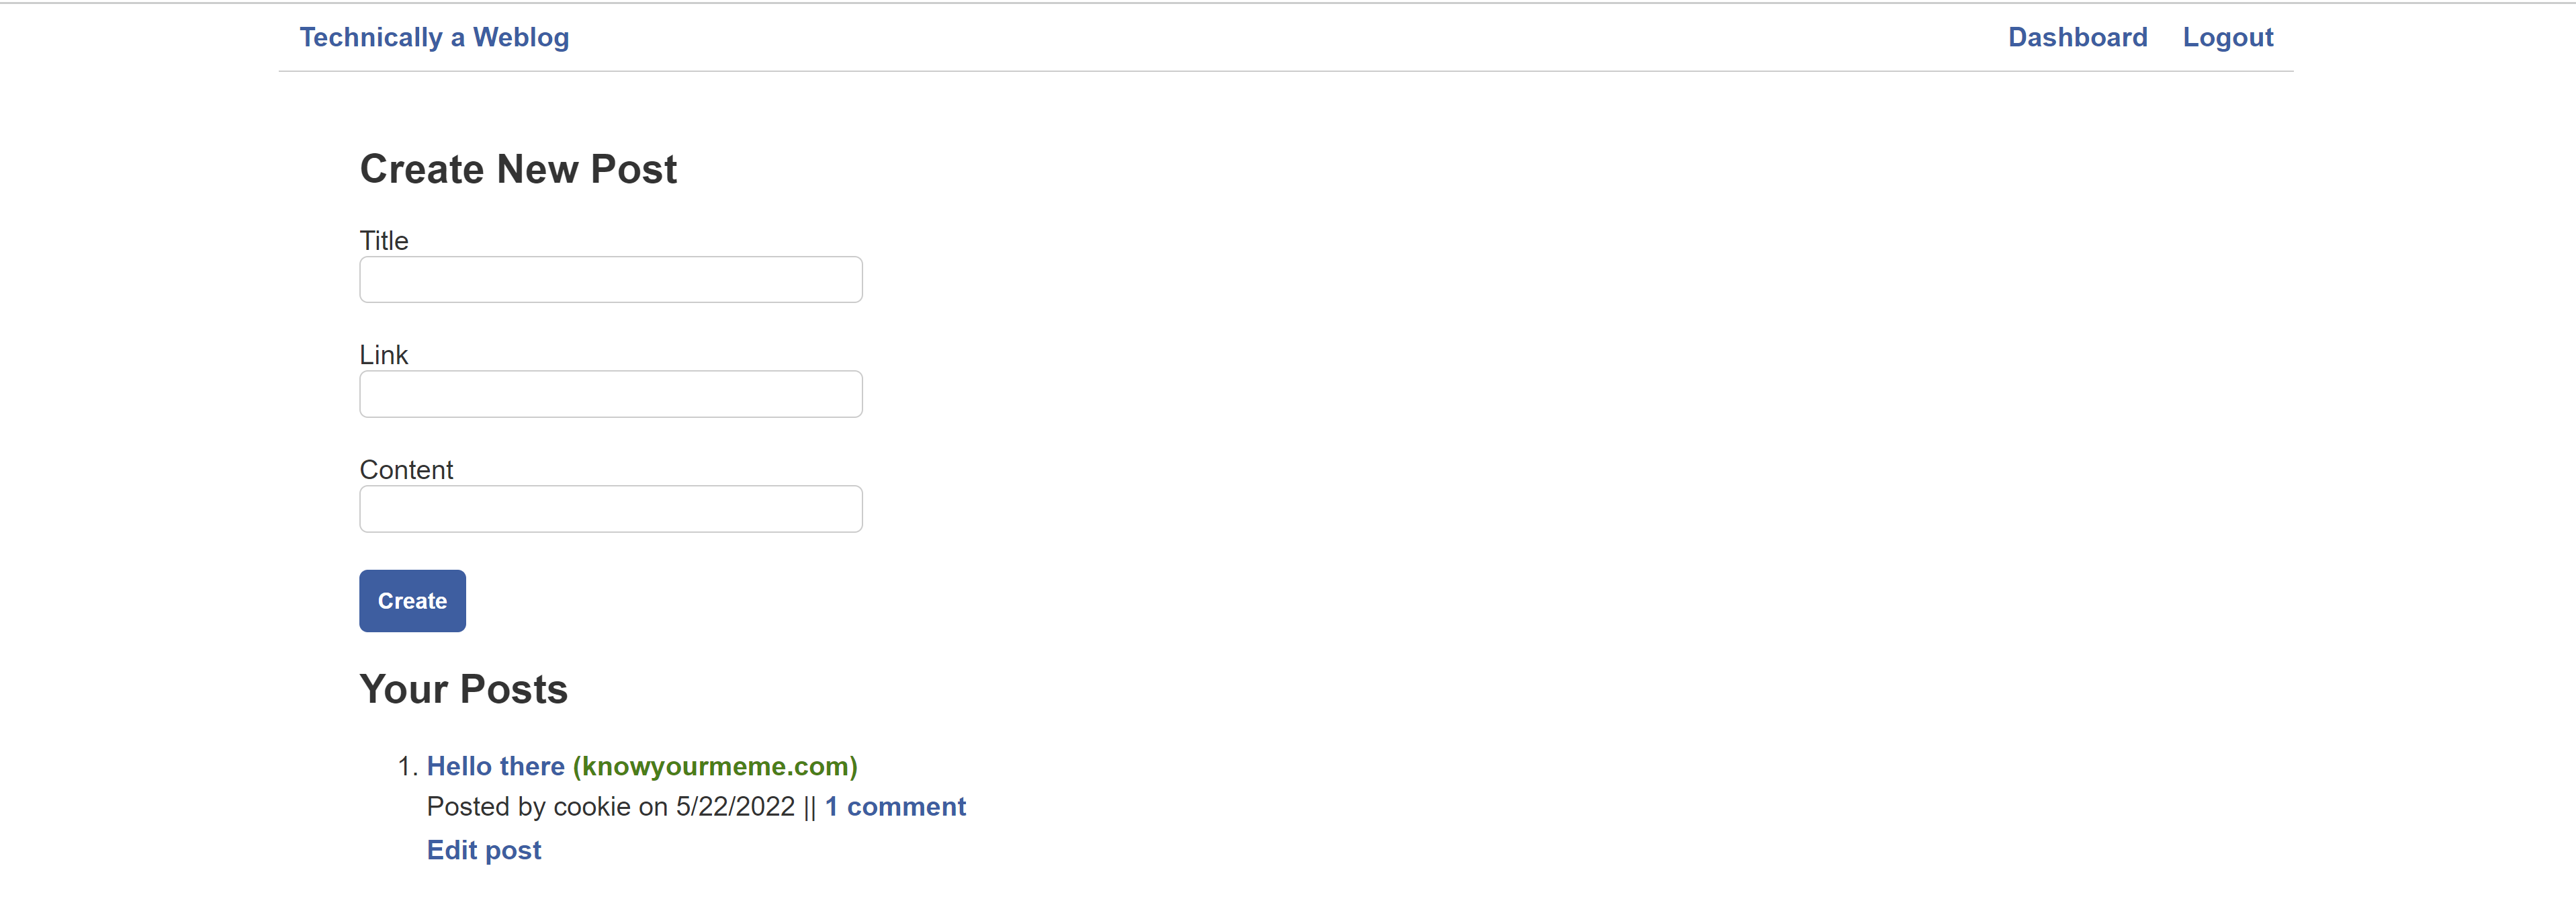 Technically a Weblog Dashboard Logout
Create New Post
Title
Link
Content
Create
Your Posts
1. Hello there (knowyourmeme.com)
Posted by cookie on 5/22/2022 || 1 comment
Edit post